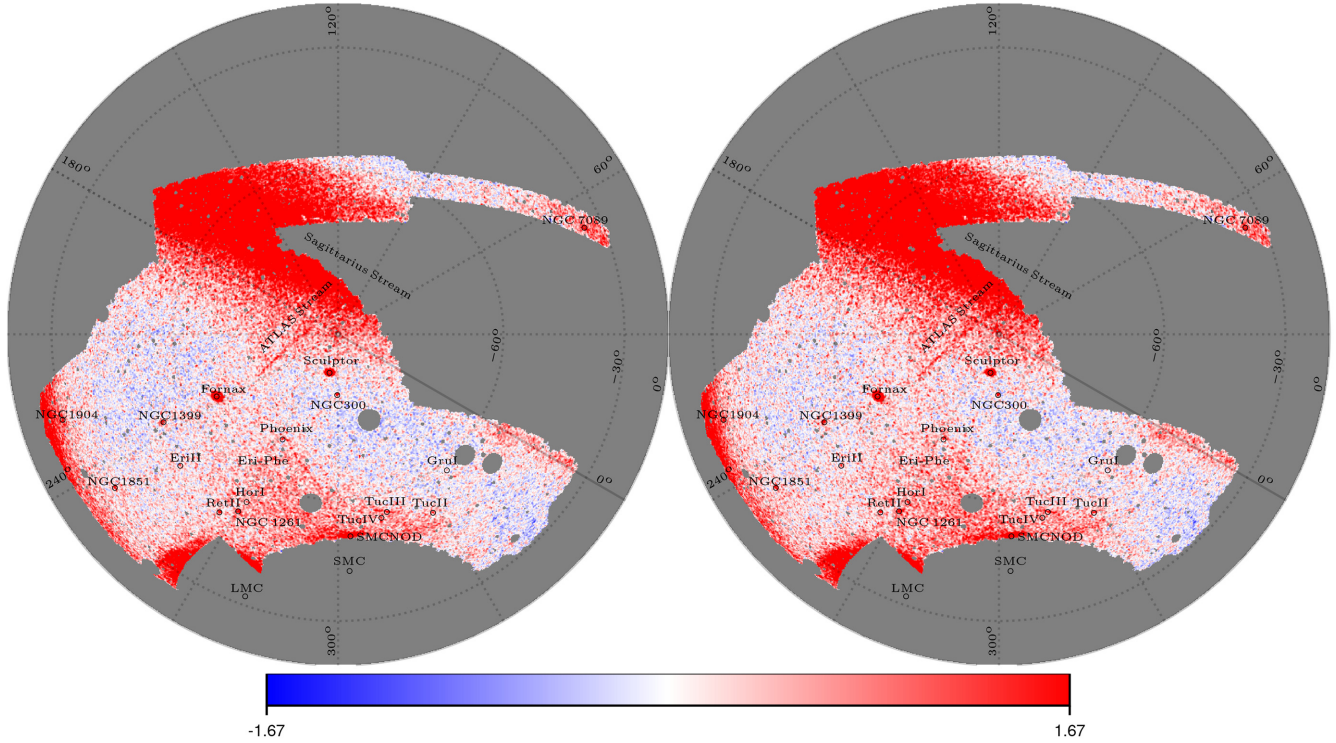 120°
180°
60°
NGC 7089
Sagittarius Stream
ATLAS Stream
−60°
−30°
0°
Sculptor
Fornax
NGC300
NGC1904
NGC1399
Phoenix
EriII
Eri-Phe
GruI
240°
NGC1851
0°
HorI
RetII
TucIII
TucII
NGC 1261
TucIV
SMCNOD
SMC
LMC
300°
120°
180°
60°
NGC 7089
Sagittarius Stream
ATLAS Stream
−60°
−30°
0°
Sculptor
Fornax
NGC300
NGC1904
NGC1399
Phoenix
EriII
Eri-Phe
GruI
240°
NGC1851
0°
HorI
RetII
TucIII
TucII
NGC 1261
TucIV
SMCNOD
SMC
LMC
300°
-1.67
1.67